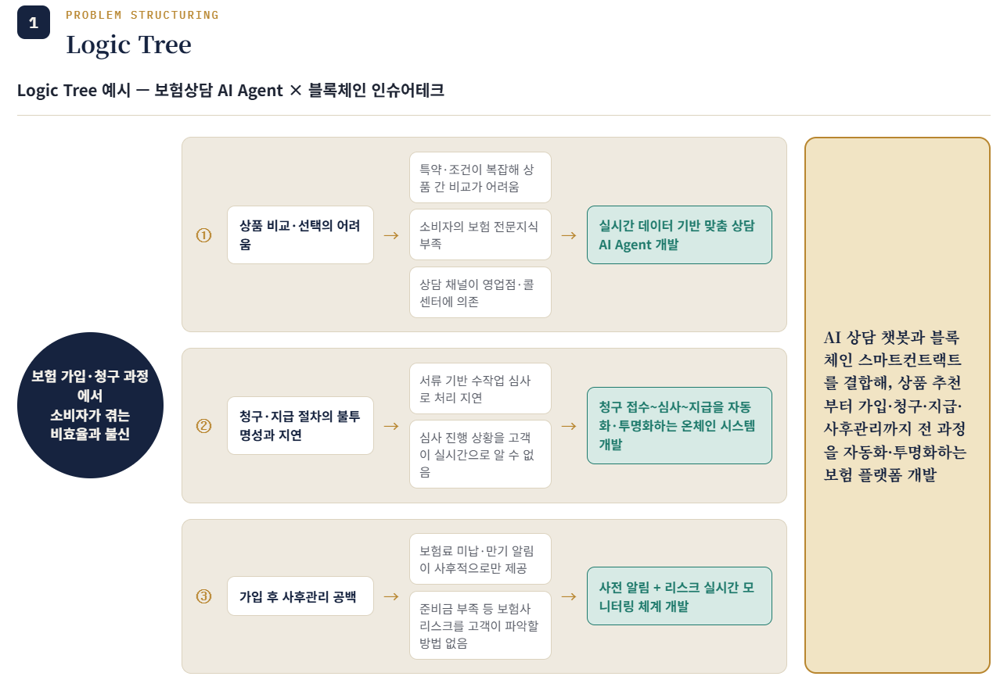 1
PROBLEM STRUCTURING
Logic Tree
Logic Tree 예시 — 보험상담 AI Agent × 블록체인 인슈어테크
보험 가입·청구 과정
에서
소비자가 겪는
비효율과 불신
①
상품 비교·선택의 어려
움
→
특약·조건이 복잡해 상
품 간 비교가 어려움
소비자의 보험 전문지식
부족
상담 채널이 영업점·콜
센터에 의존
→
실시간 데이터 기반 맞춤 상담
AI Agent 개발
②
청구·지급 절차의 불투
명성과 지연
→
서류 기반 수작업 심사
로 처리 지연
심사 진행 상황을 고객
이 실시간으로 알 수 없
음
→
청구 접수~심사~지급을 자동
화·투명화하는 온체인 시스템
개발
③
가입 후 사후관리 공백
→
보험료 미납·만기 알림
이 사후적으로만 제공
준비금 부족 등 보험사
리스크를 고객이 파악할
방법 없음
→
사전 알림 + 리스크 실시간 모
니터링 체계 개발
AI 상담 챗봇과 블록
체인 스마트컨트랙트
를 결합해, 상품 추천
부터 가입·청구·지급·
사후관리까지 전 과정
을 자동화·투명화하는
보험 플랫폼 개발